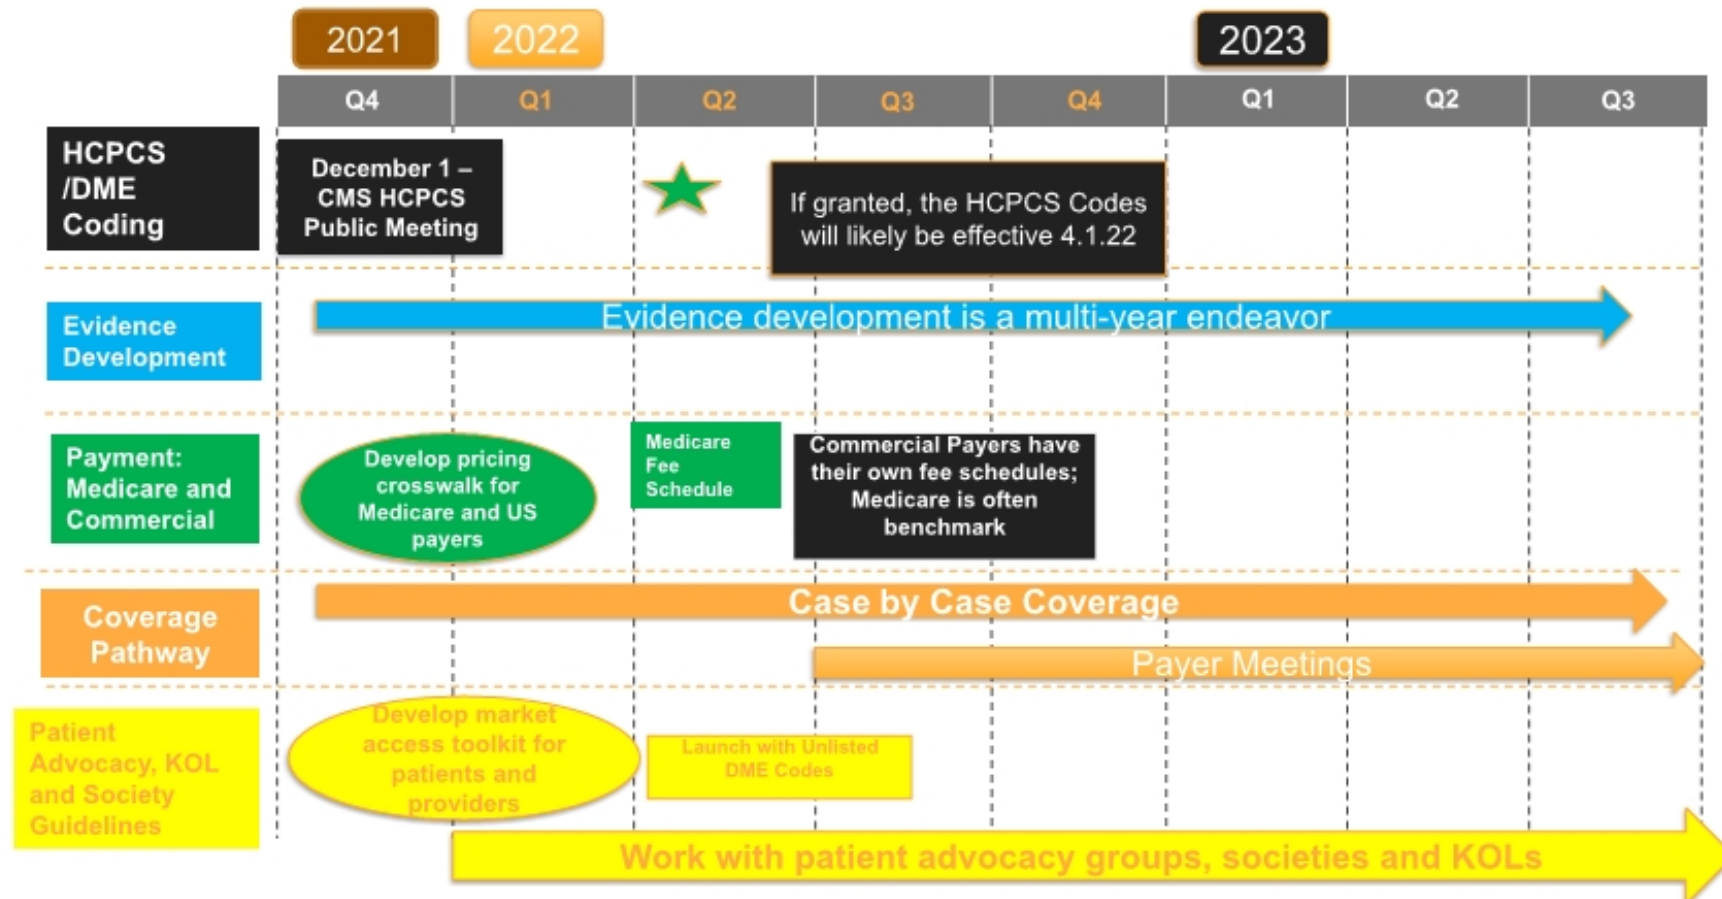 2021
2022
2023
Q4
Q1
Q2
Q3
Q4
Q1
Q2
Q3
HCPCS
/DME
Coding
December 1 –
CMS HCPCS
Public Meeting
If granted, the HCPCS Codes
will likely be effective 4.1.22
Evidence
Development
Evidence development is a multi-year endeavor
Payment:
Medicare and
Commercial
Develop pricing
crosswalk for
Medicare and US
payers
Medicare
Fee
Schedule
Commercial Payers have
their own fee schedules;
Medicare is often
benchmark
Coverage
Pathway
Case by Case Coverage
Payer Meetings
Patient
Advocacy, KOL
and Society
Guidelines
Develop market
access toolkit for
patients and
providers
Launch with Unlisted
DME Codes
Work with patient advocacy groups, societies and KOLs